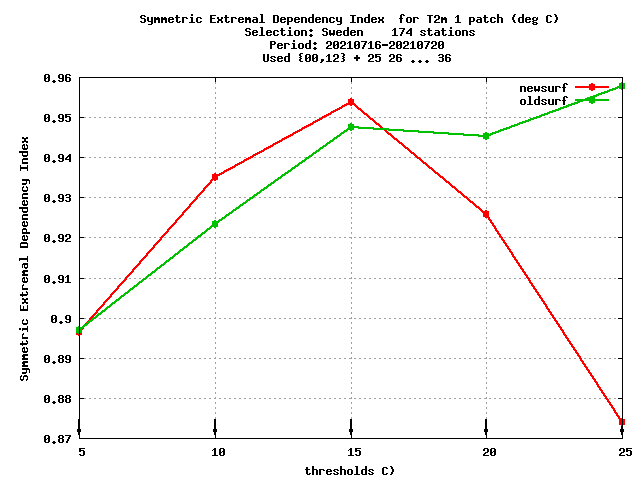 Symmetric Extremal Dependency Index  for T2m 1 patch (deg C)
Selection: Sweden    174 stations
Period: 20210716-20210720
Used {00,12} + 25 26 ... 36
newsurf
oldsurf
0.96
0.95
0.94
0.93
0.92
0.91
0.9
0.89
0.88
0.87
Symmetric Extremal Dependency Index
5 10 15 20 25
thresholds C)